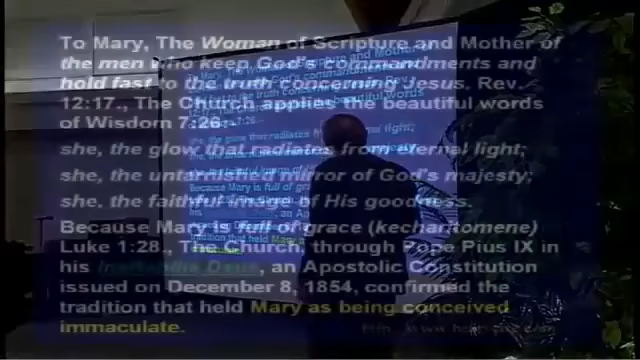 To Mary, The Woman of Scripture and Mother of
the men who keep God's commandments and
hold fast to the truth concerning Jesus. Rev.
12:17., The Church applies the beautiful words
of Wisdom 7:26.
she, the glow that radiates from eternal light;
she, the untarnished mirror of God's majesty;
she, the faithful image of His goodness.
Because Mary is full of grace (kecharitomene)
Luke 1:28., The Church, through Pope Pius IX in
his Ineffabilis Deus, an Apostolic Constitution
issued on December 8, 1854, confirmed the
tradition that held Mary as being conceived
immaculate.